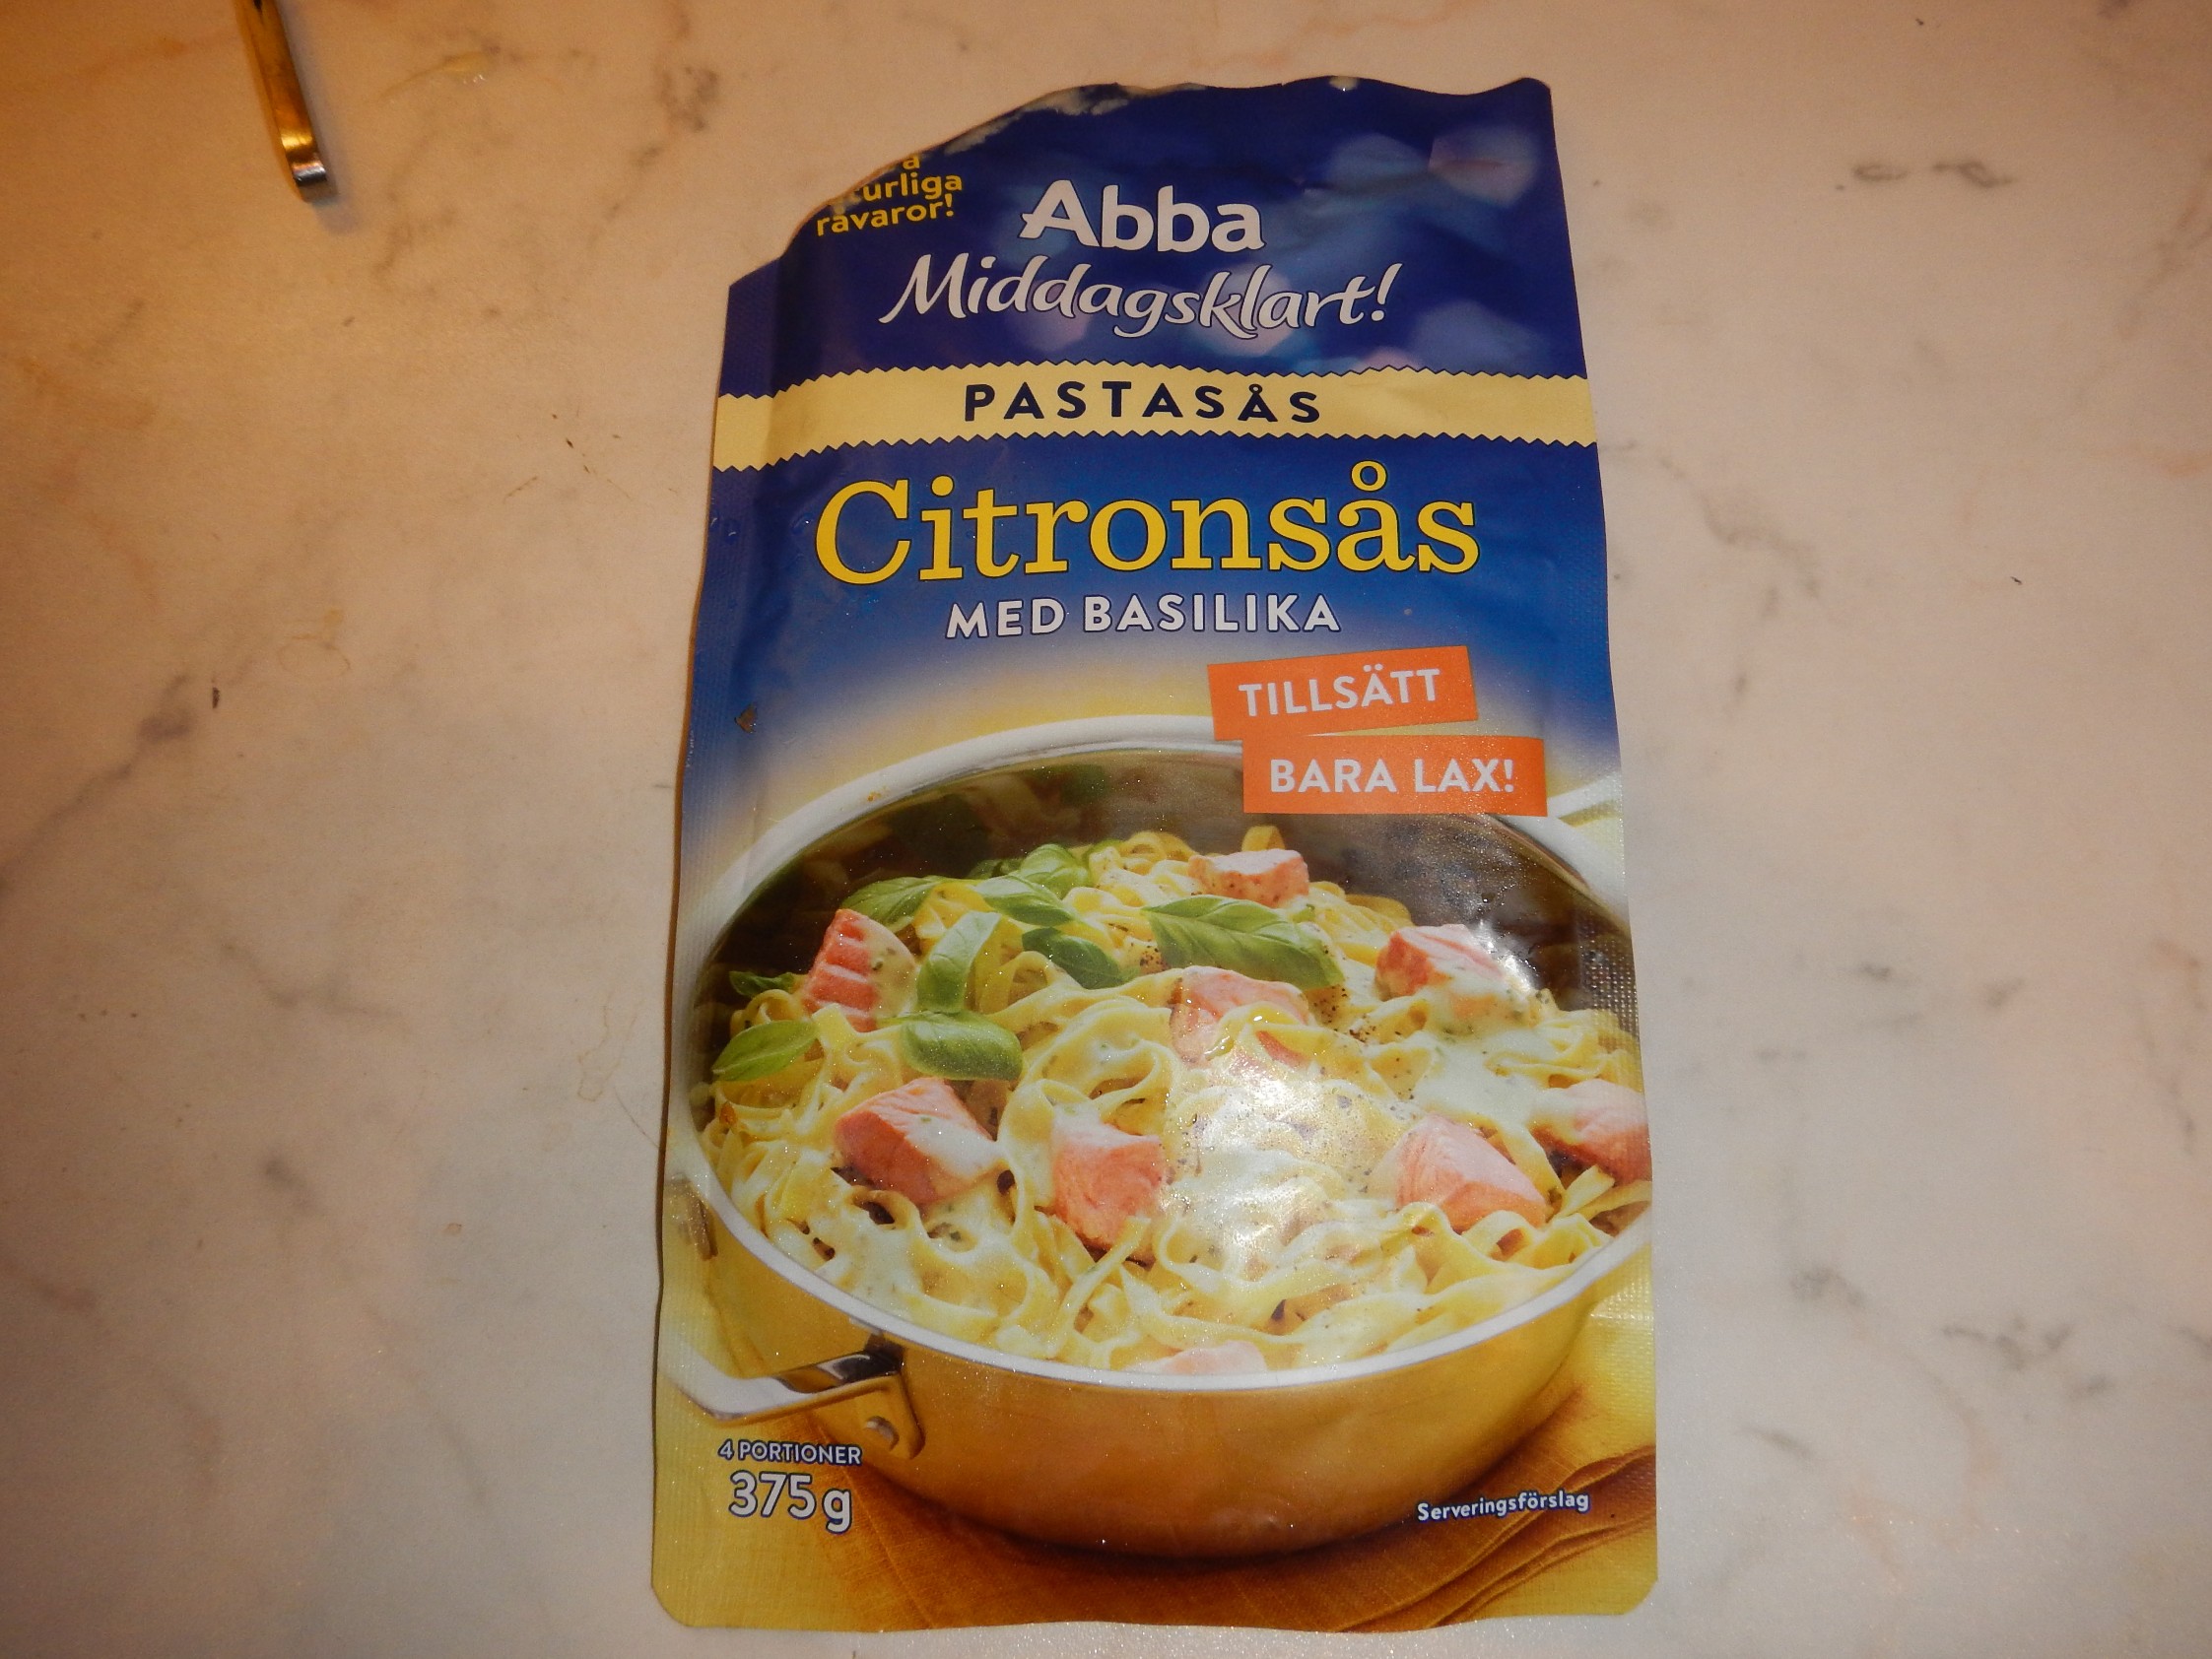 råvaror!
Abba
Middagsklart!
PASTASÅS
Citronsås
MED BASILIKA
TILLSÄTT
BARA LAX!
4 PORTIONER
375g
Serveringsförslag